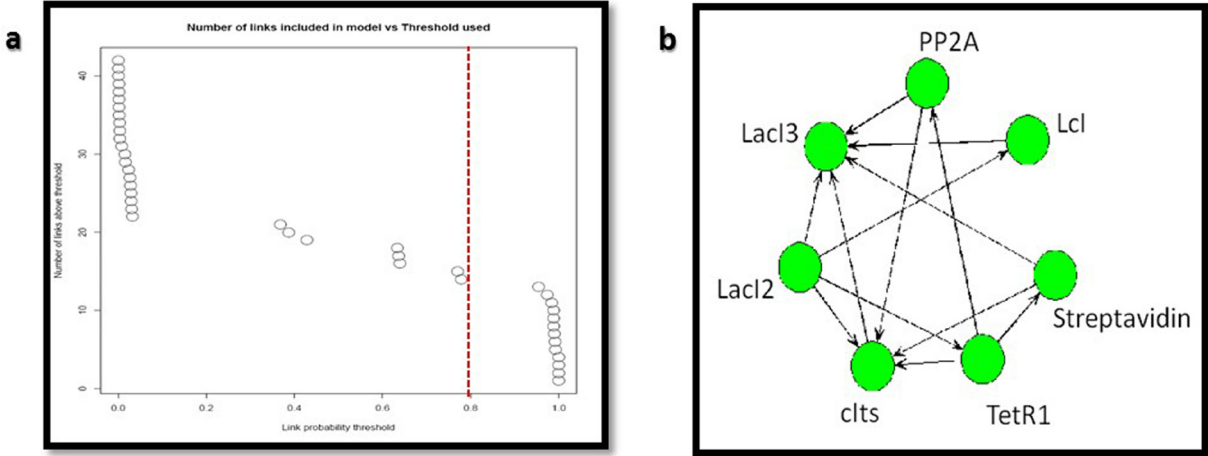 a
Number of links included in model vs Threshold used
Number of links above threshold
40
30
20
10
0
0.0 0.2 0.4 0.6 0.8 1.0
Link probability threshold
b
PP2A
LacI3
LcI
LacI2
Streptavidin
cIts
TetR1